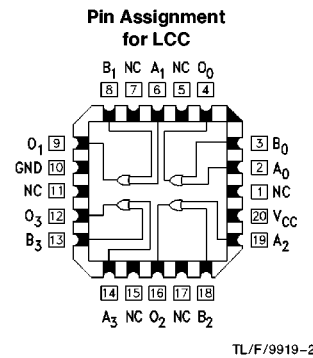 Pin Assignment
for LCC
B1 NC A1 NC O0
8 7 6 5 4
O1 9
GND 10
NC 11
O3 12
B3 13
3 B0
2 A0
1 NC
20 VCC
19 A2
14 15 16 17 18
A3 NC O2 NC B2
TL/F/9919-2